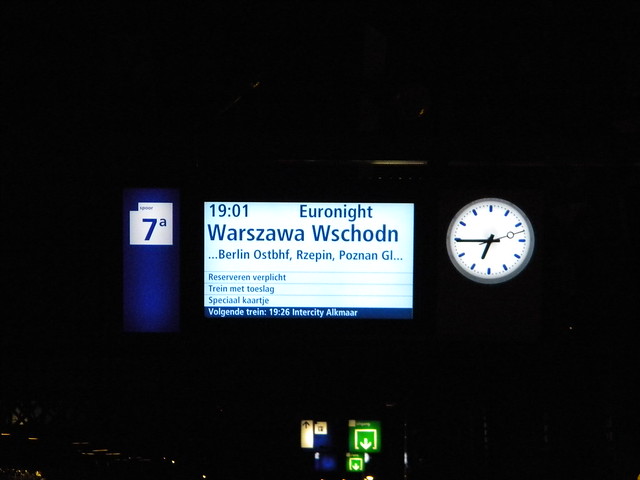 spoor
7a
19:01 Euronight
Warszawa Wschodn
...Berlin Ostbhf, Rzepin, Poznan Gl...
Reserveren verplicht
Trein met toeslag
Speciaal kaartje
Volgende trein: 19:26 Intercity Alkmaar